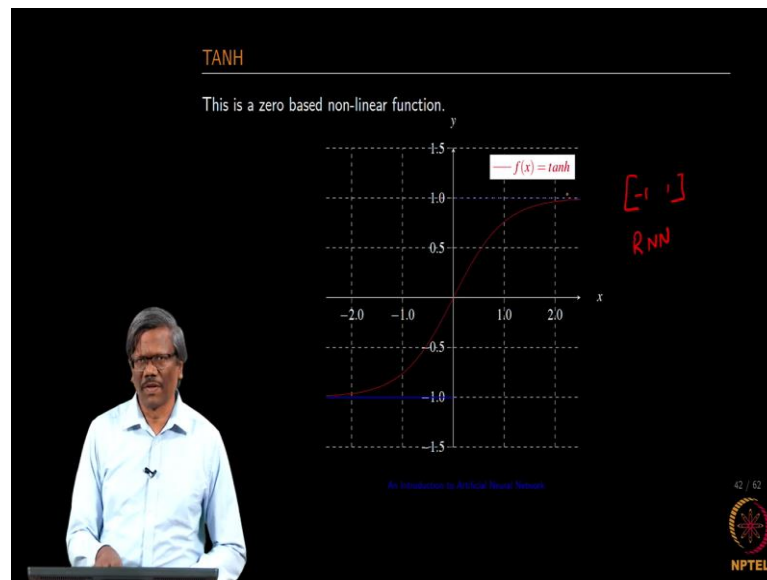 TANH
This is a zero based non-linear function.
y
1.5
f(x) = tanh
1.0
[-1 1]
0.5
RNN
x
−2.0 −1.0 1.0 2.0
−0.5
−1.0
−1.5
An Introduction to Artificial Neural Network
42 / 62
NPTEL